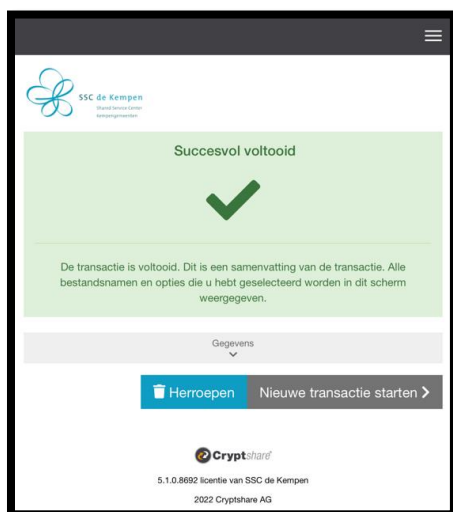 SSC de Kempen
Shared Service Center
Kempengemeenten
Succesvol voltooid
De transactie is voltooid. Dit is een samenvatting van de transactie. Alle
bestandsnamen en opties die u hebt geselecteerd worden in dit scherm
weergegeven.
Gegevens
Herroepen
Nieuwe transactie starten
Cryptshare
5.1.0.8692 licentie van SSC de Kempen
2022 Cryptshare AG